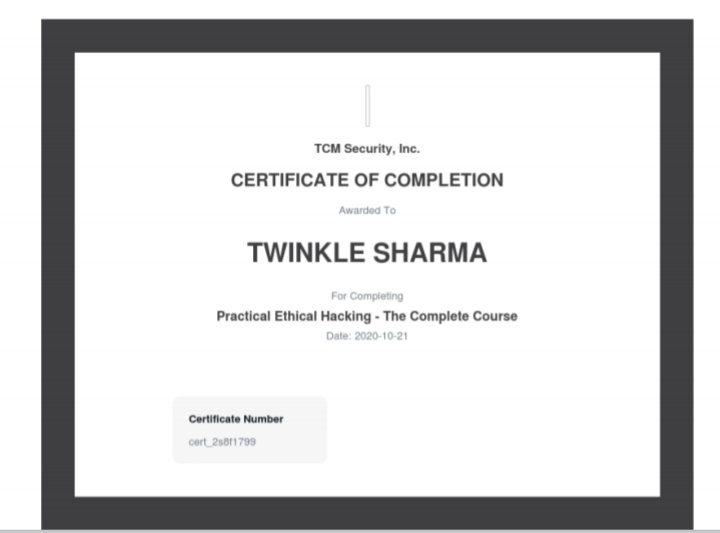 TCM Security, Inc.
CERTIFICATE OF COMPLETION
Awarded To
TWINKLE SHARMA
For Completing
Practical Ethical Hacking - The Complete Course
Date: 2020-10-21
Certificate Number
cert_2s8f1799